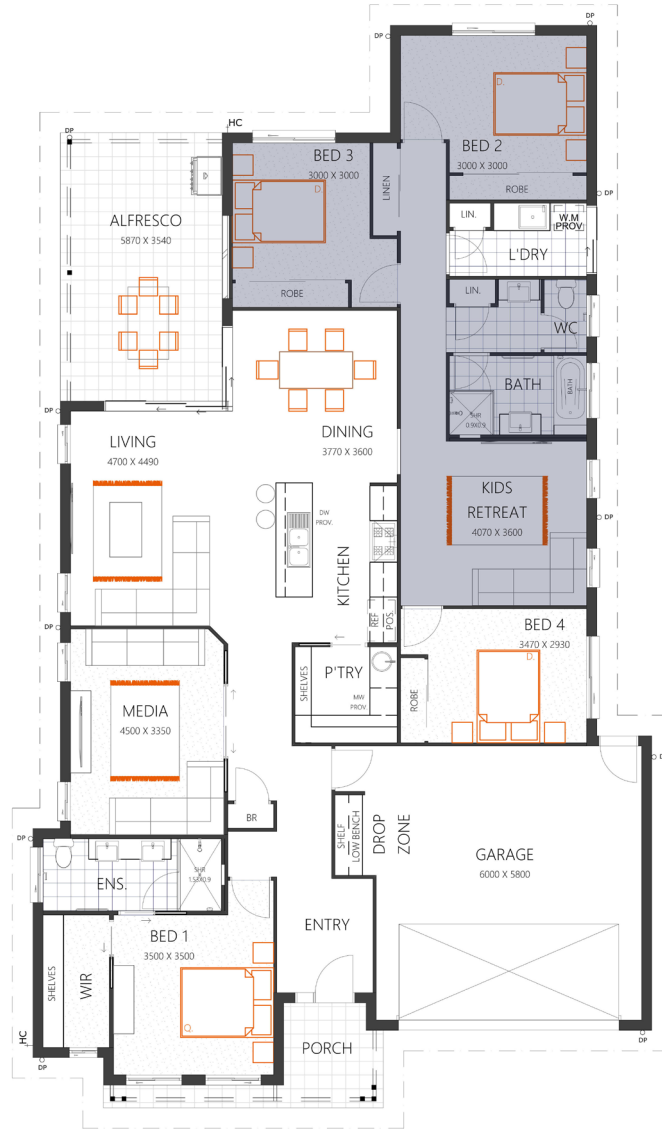 DP
DP
HC
DP
BED 3
3000 X 3000
LINEN
ROBE
BED 2
3000 X 3000
ROBE
D.
D.
DP
ALFRESCO
5870 X 3540
LIN.
W.M
PROV
L'DRY
LIN.
WC
BATH
BATH
SHR
0.9X0.9
DP
LIVING
4700 X 4490
DINING
3770 X 3600
DW
PROV.
KITCHEN
REF
POS.
KIDS
RETREAT
4070 X 3600
DP
DP
BED 4
3470 X 2930
D.
ROBE
SHELVES
P'TRY
MW
PROV.
MEDIA
4500 X 3350
BR
SHELF
LOW BENCH
DROP
ZONE
GARAGE
6000 X 5800
DP
ENS.
SHR
ENTRY
BED 1
3500 X 3500
SHELVES
WIR
D.
HC
DP
PORCH
DP